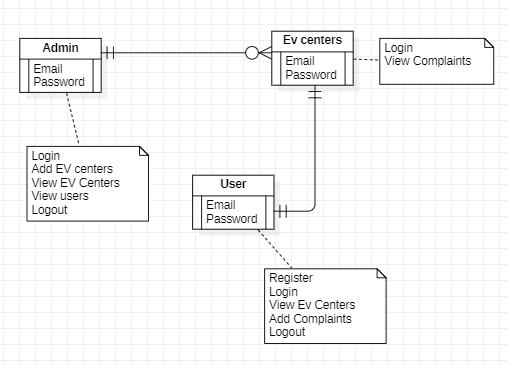 Admin
Email
Password
Ev centers
Email
Password
Login
View Complaints
Login
Add EV centers
View EV Centers
View users
Logout
User
Email
Password
Register
Login
View Ev Centers
Add Complaints
Logout